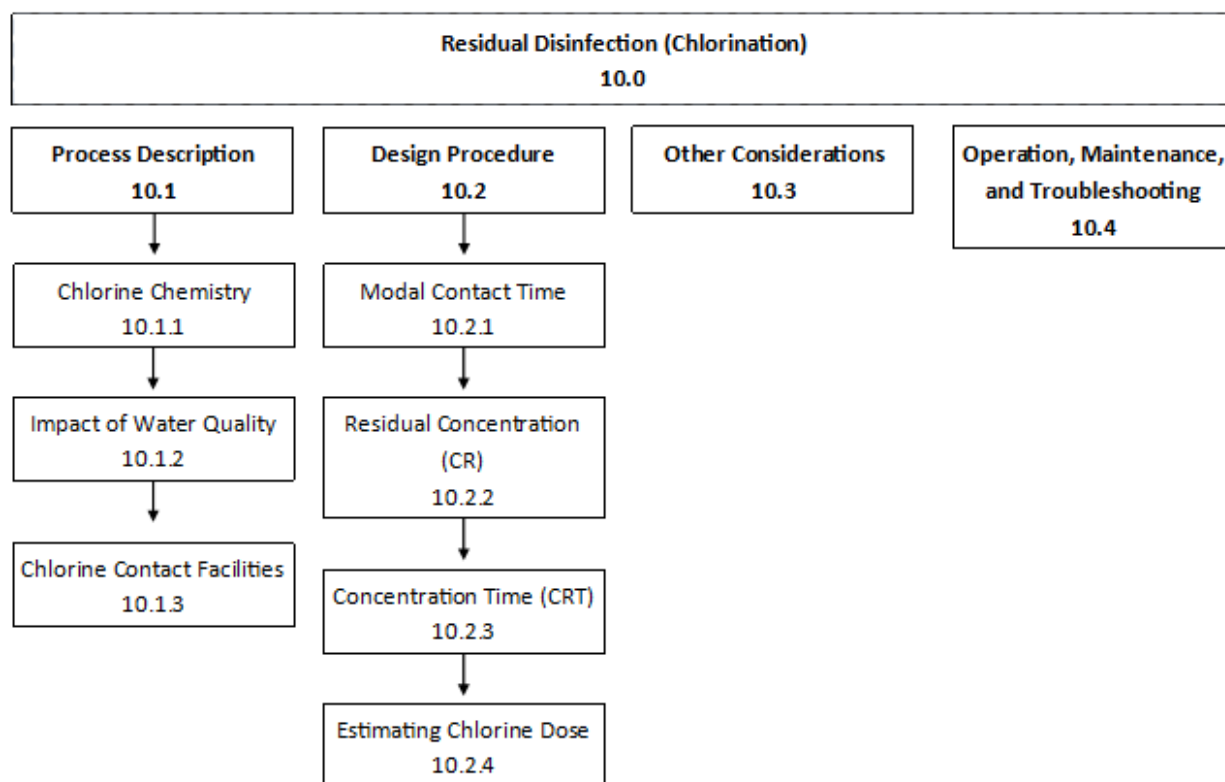 Residual Disinfection (Chlorination)
10.0
Process Description
10.1
Design Procedure
10.2
Other Considerations
10.3
Operation, Maintenance,
and Troubleshooting
10.4
Chlorine Chemistry
10.1.1
Impact of Water Quality
10.1.2
Chlorine Contact Facilities
10.1.3
Modal Contact Time
10.2.1
Residual Concentration
(CR)
10.2.2
Concentration Time (CRT)
10.2.3
Estimating Chlorine Dose
10.2.4